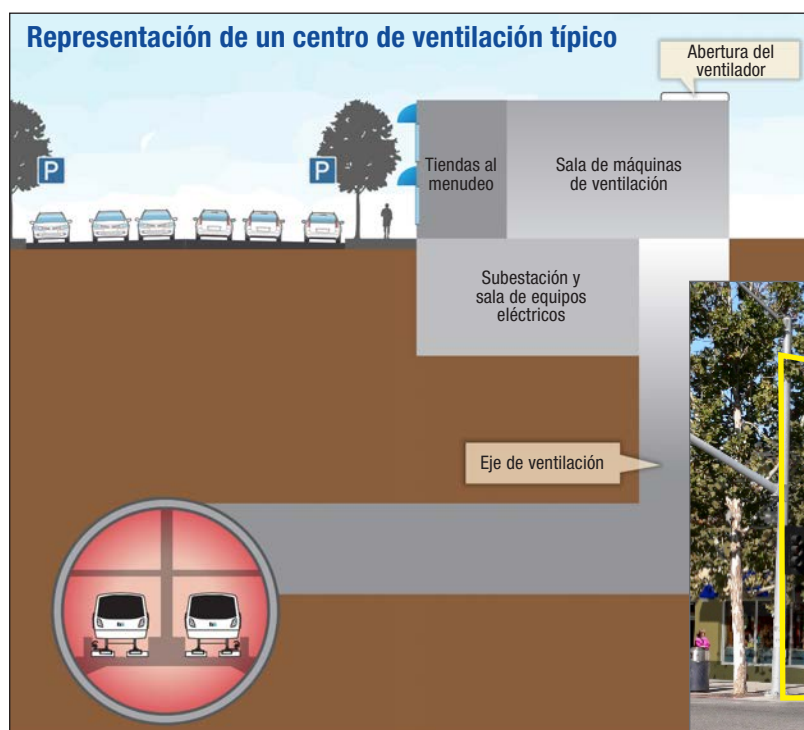 Representación de un centro de ventilación típico
Abertura del
ventilador
P
P
Tiendas al
menudeo
Sala de máquinas
de ventilación
Subestación y
sala de equipos
eléctricos
Eje de ventilación